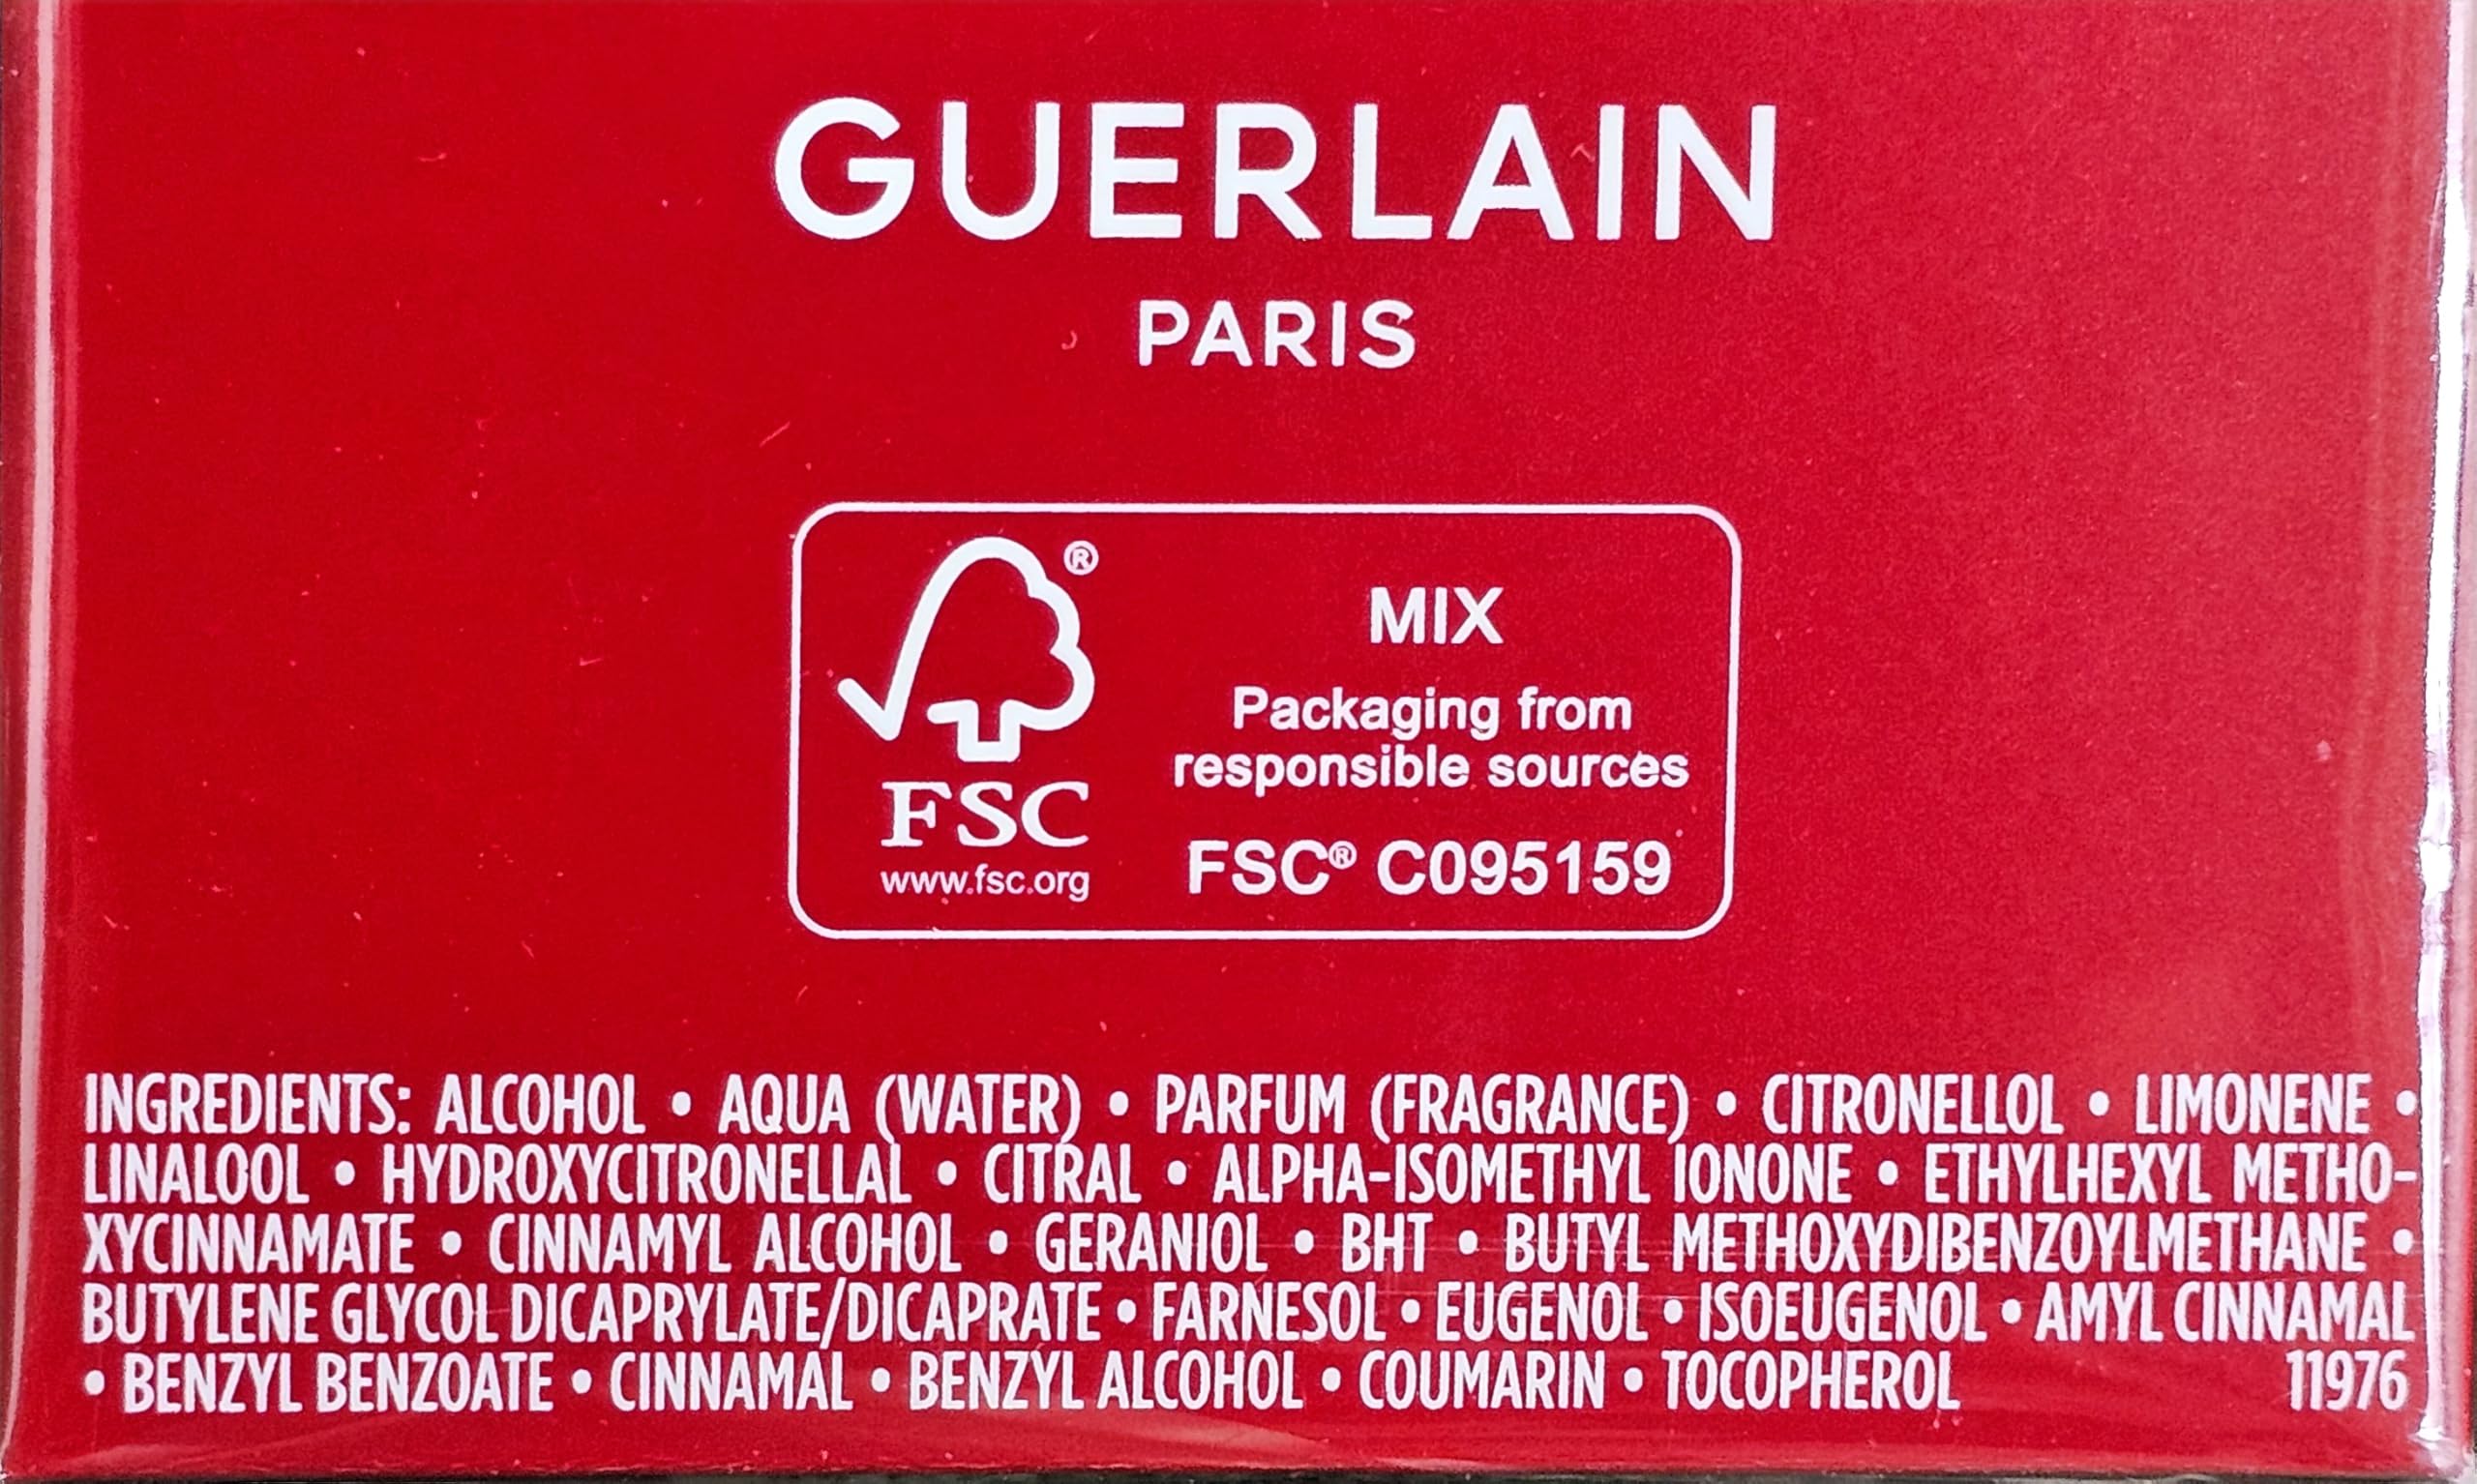 GUERLAIN
PARIS
®
FSC
www.fsc.org
MIX
Packaging from
responsible sources
FSC® C095159
INGREDIENTS: ALCOHOL • AQUA (WATER) • PARFUM (FRAGRANCE) • CITRONELLOL • LIMONENE •
LINALOOL • HYDROXYCITRONELLAL • CITRAL • ALPHA-ISOMETHYL IONONE • ETHYLHEXYL METHO-
XYCINNAMATE • CINNAMYL ALCOHOL • GERANIOL • BHT • BUTYL METHOXYDIBENZOYLMETHANE •
BUTYLENE GLYCOL DICAPRYLATE/DICAPRATE • FARNESOL • EUGENOL • ISOEUGENOL • AMYL CINNAMAL
• BENZYL BENZOATE • CINNAMAL • BENZYL ALCOHOL • COUMARIN • TOCOPHEROL 11976